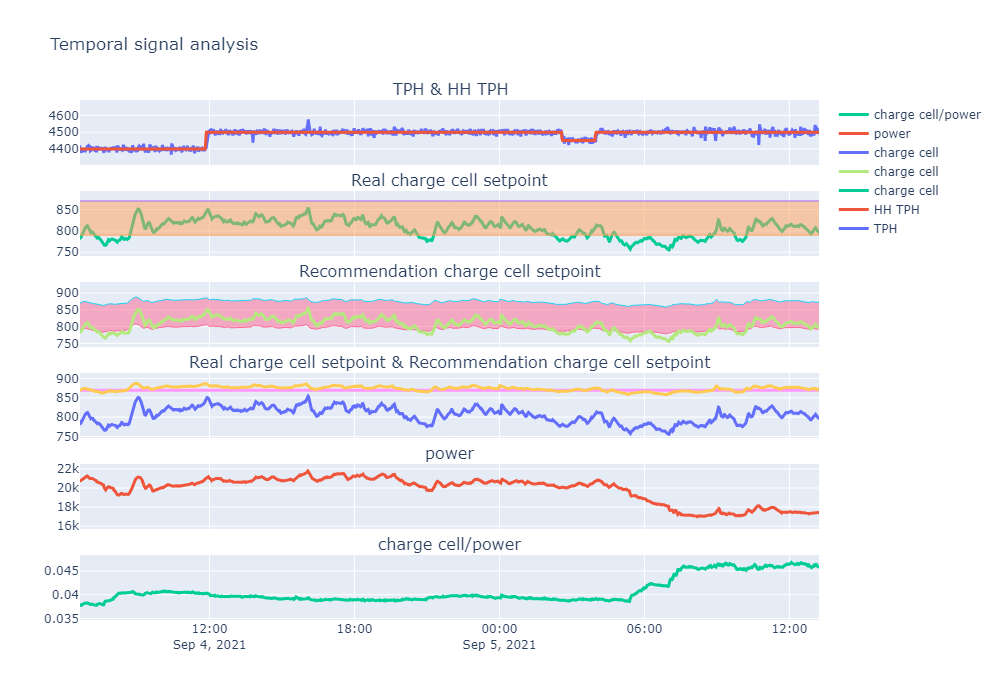 Temporal signal analysis
TPH & HH TPH
4600
4500
4400
charge cell/power
power
charge cell
charge cell
charge cell
HH TPH
TPH
Real charge cell setpoint
850
800
750
Recommendation charge cell setpoint
900
850
800
750
Real charge cell setpoint & Recommendation charge cell setpoint
900
800
750
power
22k
20k
18k
16k
charge cell/power
0.045
0.04
0.035
12:00
Sep 4, 2021
18:00
00:00
Sep 5, 2021
06:00
12:00